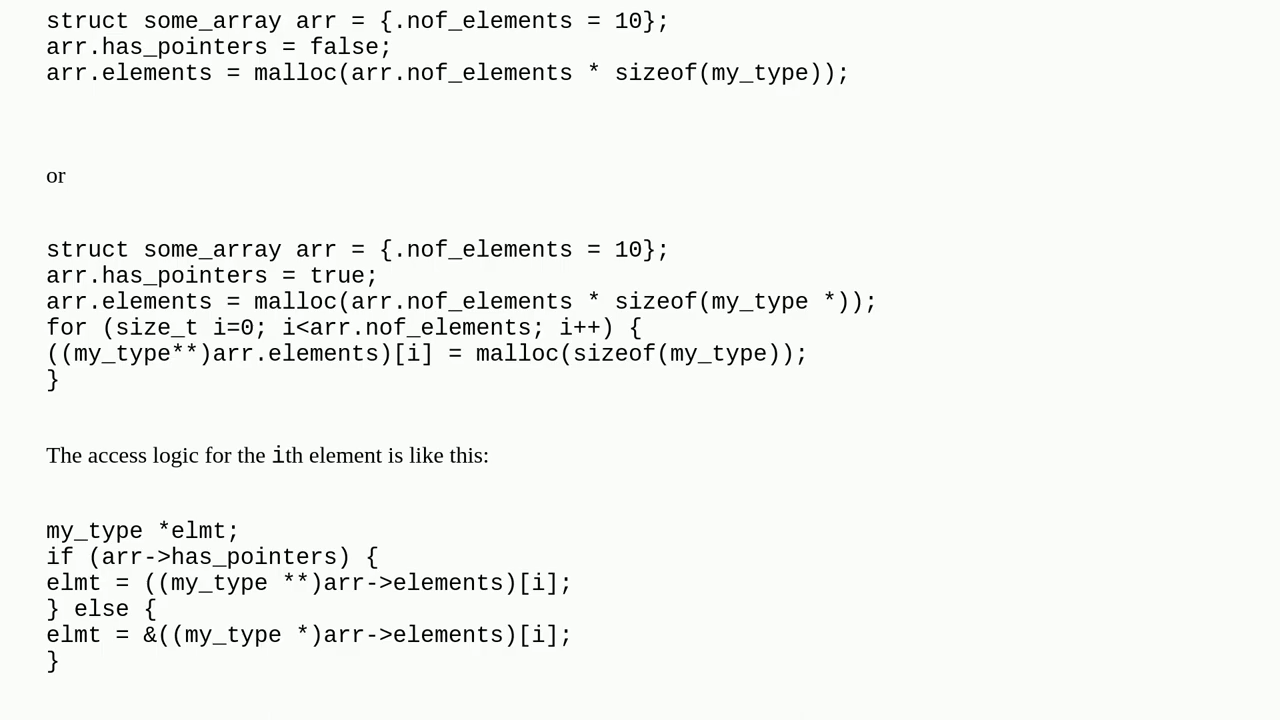 struct some_array arr = {.nof_elements = 10};
arr.has_pointers = false;
arr.elements = malloc(arr.nof_elements * sizeof(my_type));
or
struct some_array arr = {.nof_elements = 10};
arr.has_pointers = true;
arr.elements = malloc(arr.nof_elements * sizeof(my_type *));
for (size_t i=0; i<arr.nof_elements; i++) {
((my_type**)arr.elements)[i] = malloc(sizeof(my_type));
}
The access logic for the ith element is like this:
my_type *elmt;
if (arr->has_pointers) {
elmt = ((my_type **)arr->elements)[i];
} else {
elmt = &((my_type *)arr->elements)[i];
}